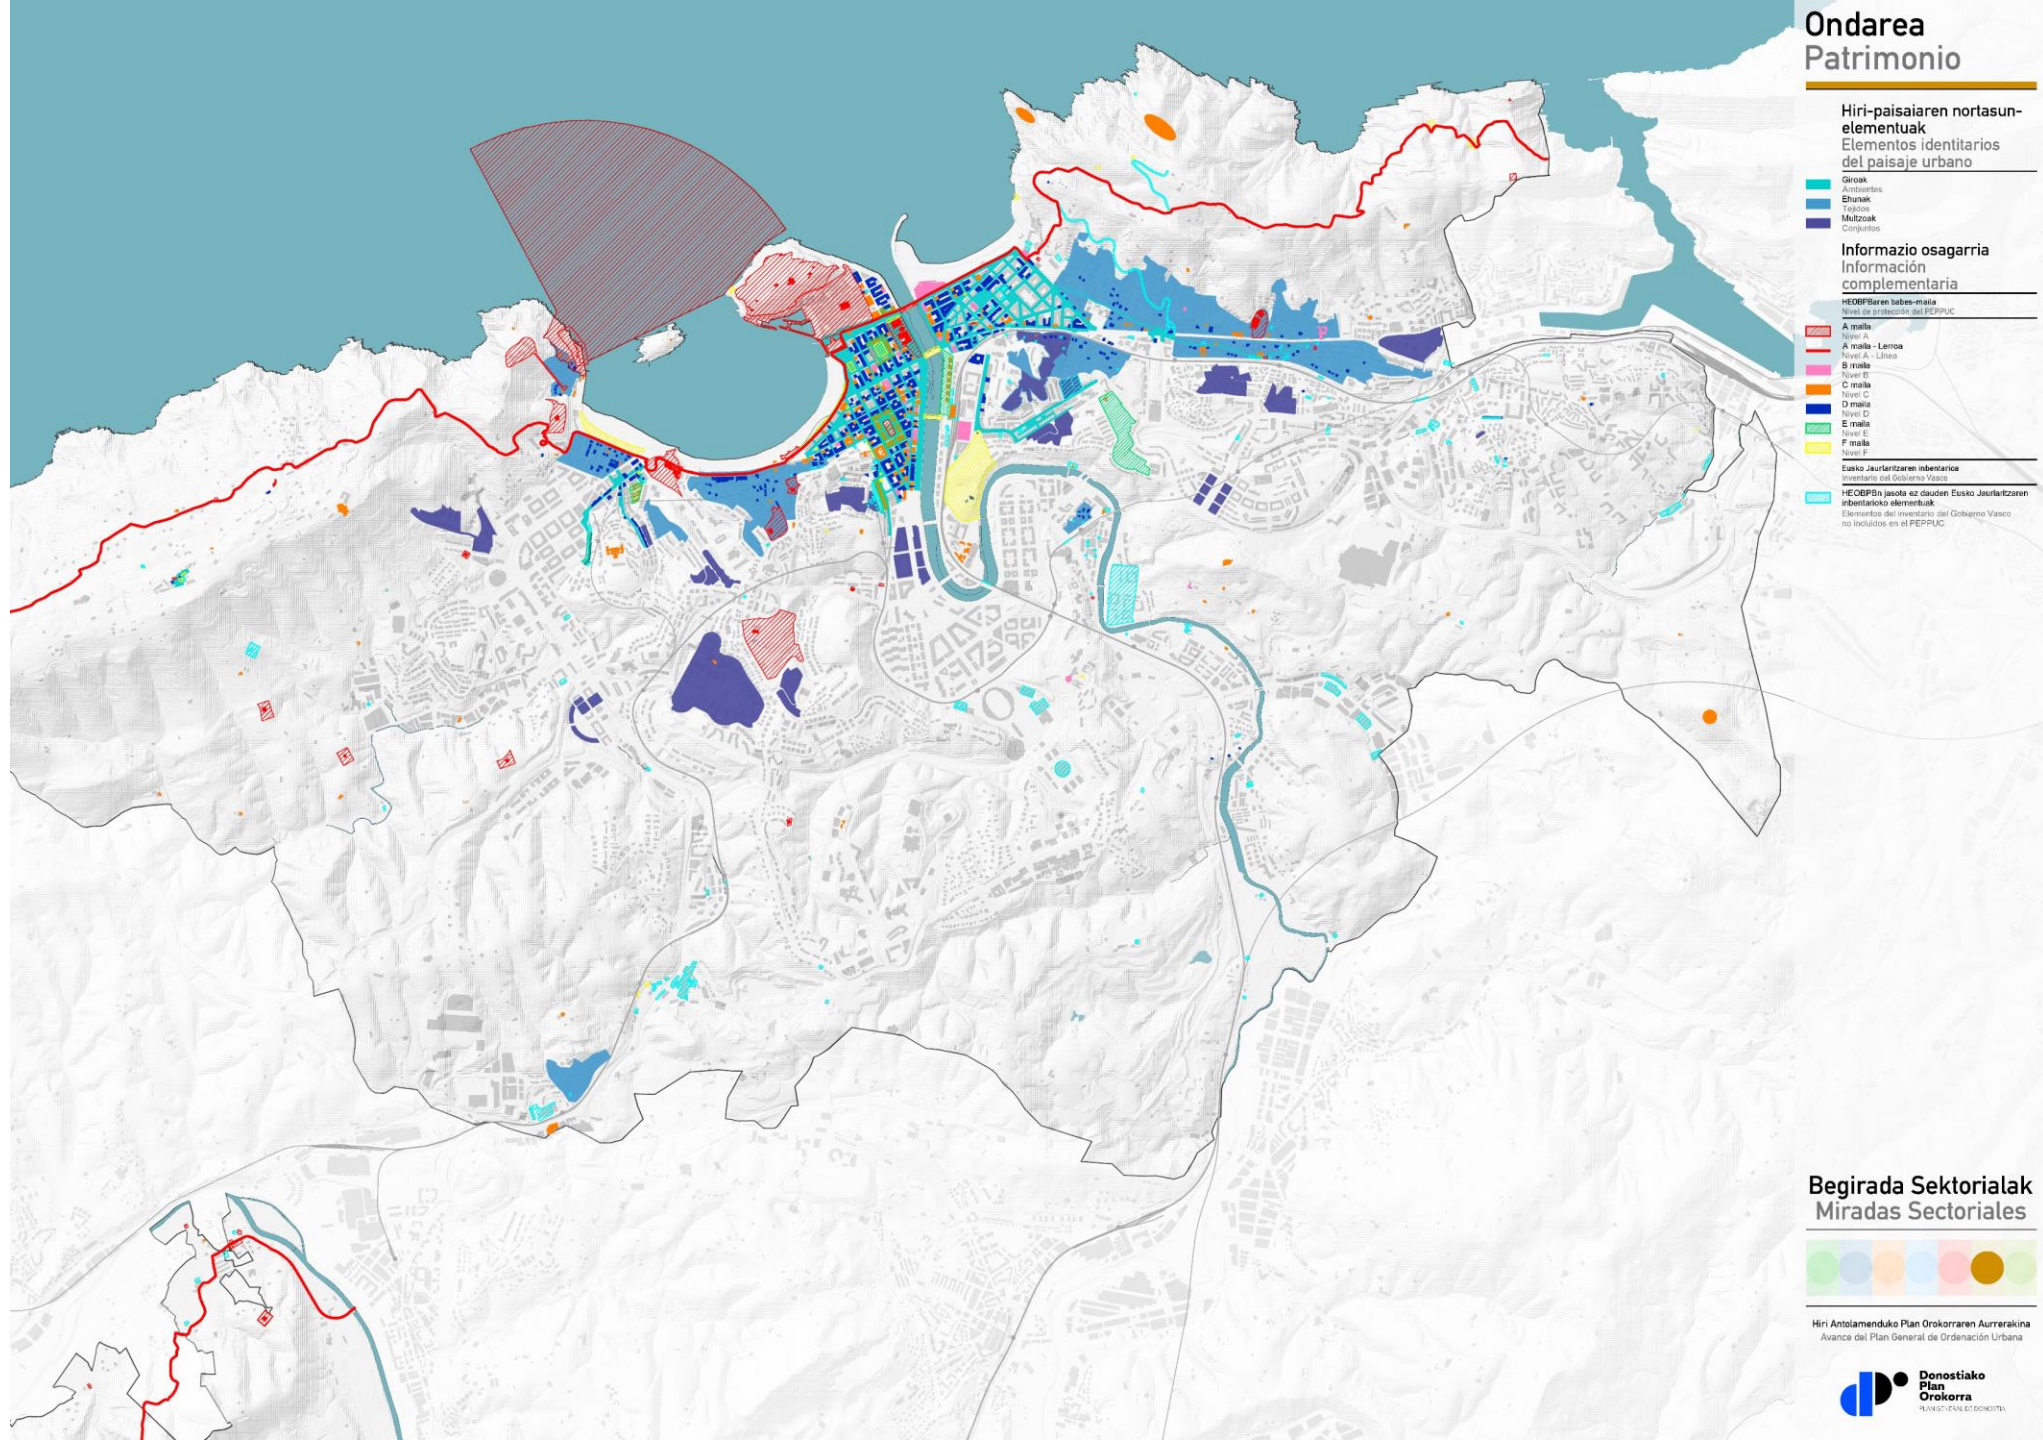 Ondarea
Patrimonio
Hiri-paisaiaren nortasun-
elementuak
Elementos identitarios
del paisaje urbano
Giroak
Ambientes
Ehunak
Tejidos
Multzoak
Conjuntos
Informazio osagarria
Información
complementaria
HEOBPBaren babes-maila
Nivel de protección del PEPPUC
A maila
Nivel A
A maila - Lerroa
Nivel A - Línea
B maila
Nivel B
C maila
Nivel C
D maila
Nivel D
E maila
Nivel E
F maila
Nivel F
Eusko Jaurlaritzaren inbentarioa
Inventario del Gobierno Vasco
HEOBPBn jasota ez dauden Eusko Jaurlaritzaren
inbentarioko elementuak
Elementos del inventario del Gobierno Vasco
no incluidos en el PEPPUC
Begirada Sektorialak
Miradas Sectoriales
Hiri Antolamenduko Plan Orokorraren Aurrerakina
Avance del Plan General de Ordenación Urbana
Donostiako
Plan
Orokorra
PLAN GENERAL DE DONOSTIA